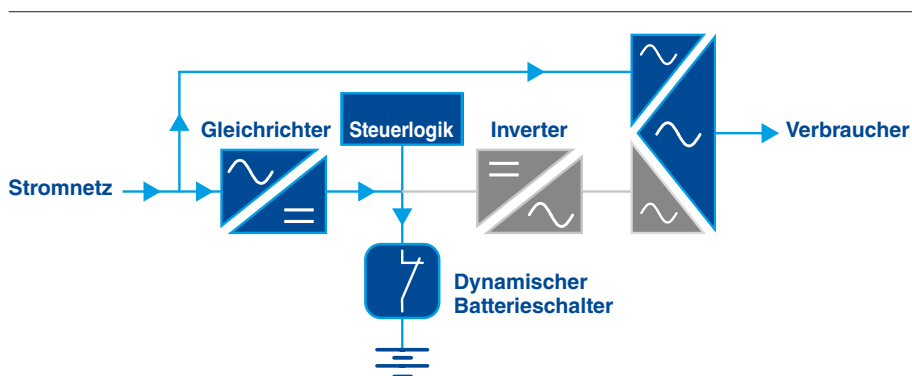 Gleichrichter
Steuerlogik
Inverter
Stromnetz
Verbraucher
Dynamischer
Batterieschalter